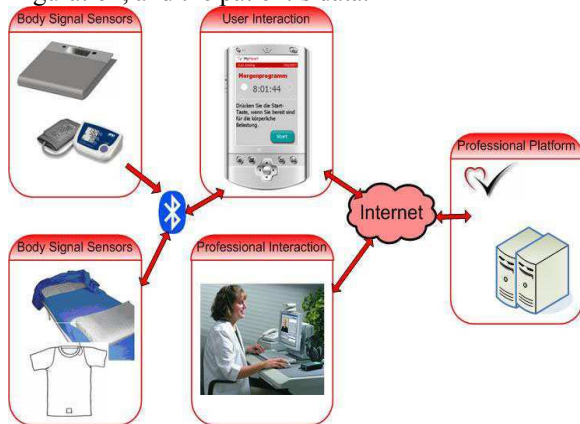 Body Signal Sensors
User Interaction
Morgenprogramm
8:01:44
Drücken Sie die Start-
Taste, wenn Sie bereit sind
für die körperliche
Belastung.
Start
Professional Platform
Internet
Body Signal Sensors
Professional Interaction